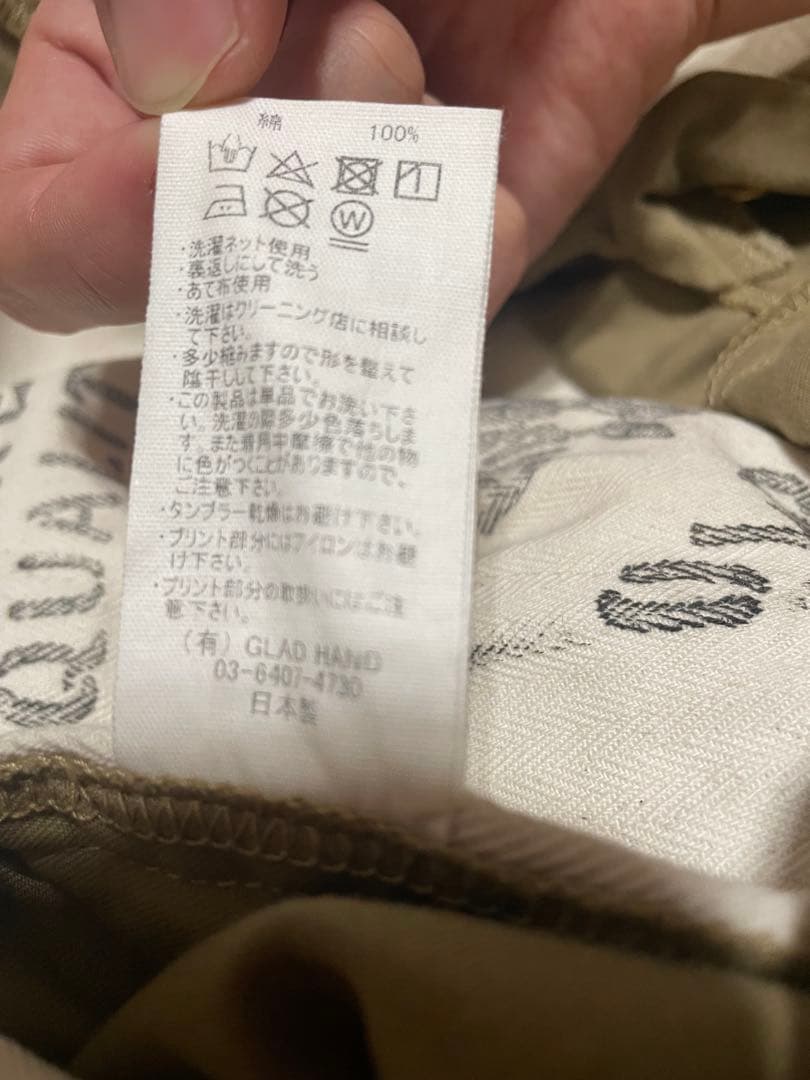 綿 100%
W
・洗濯ネット使用
・裏返しにして洗う
・あて布使用
・洗濯はクリーニング店に相談し
て下さい。
・多少縮みますので形を整えて
陰干しして下さい。
・この製品は単品でお洗い下さ
い。洗濯の際多少色落ちしま
す。また着用中摩擦で他の物
に色がつくことがありますので、
ご注意下さい。
・タンブラー乾燥はお避け下さい。
・プリント部分にはアイロンはお避
け下さい。
・プリント部分の取扱いにはご注
意下さい。
(有) GLAD HAND
03-6407-4730
日本製